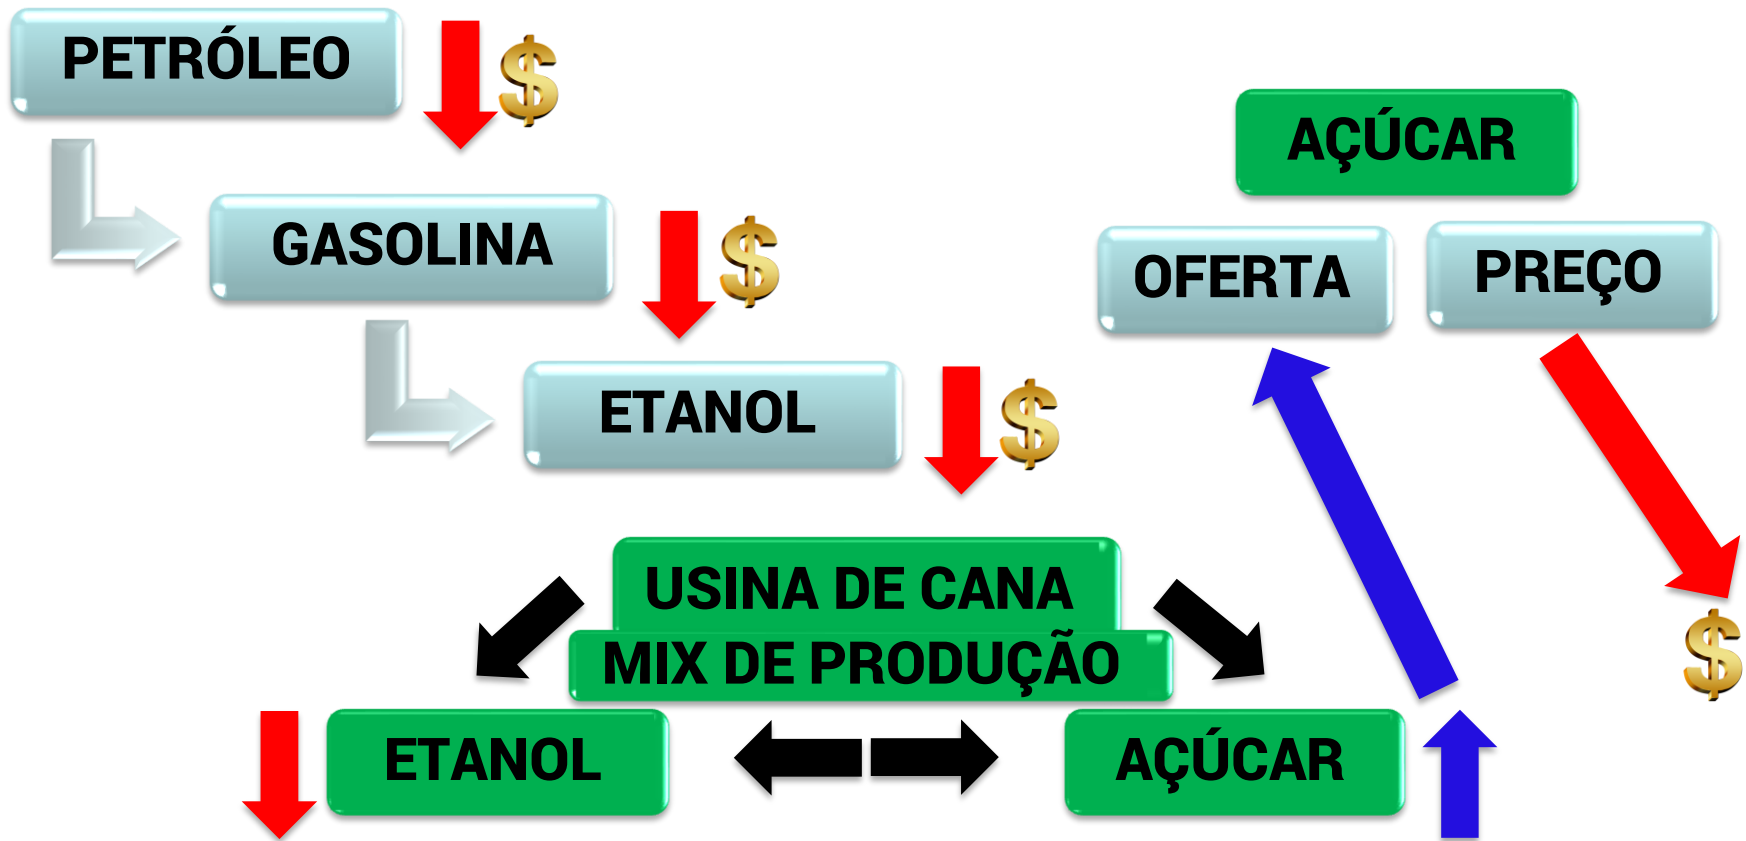 PETRÓLEO
$
GASOLINA
$
ETANOL
$
AÇÚCAR
OFERTA
PREÇO
$
USINA DE CANA
MIX DE PRODUÇÃO
ETANOL
AÇÚCAR